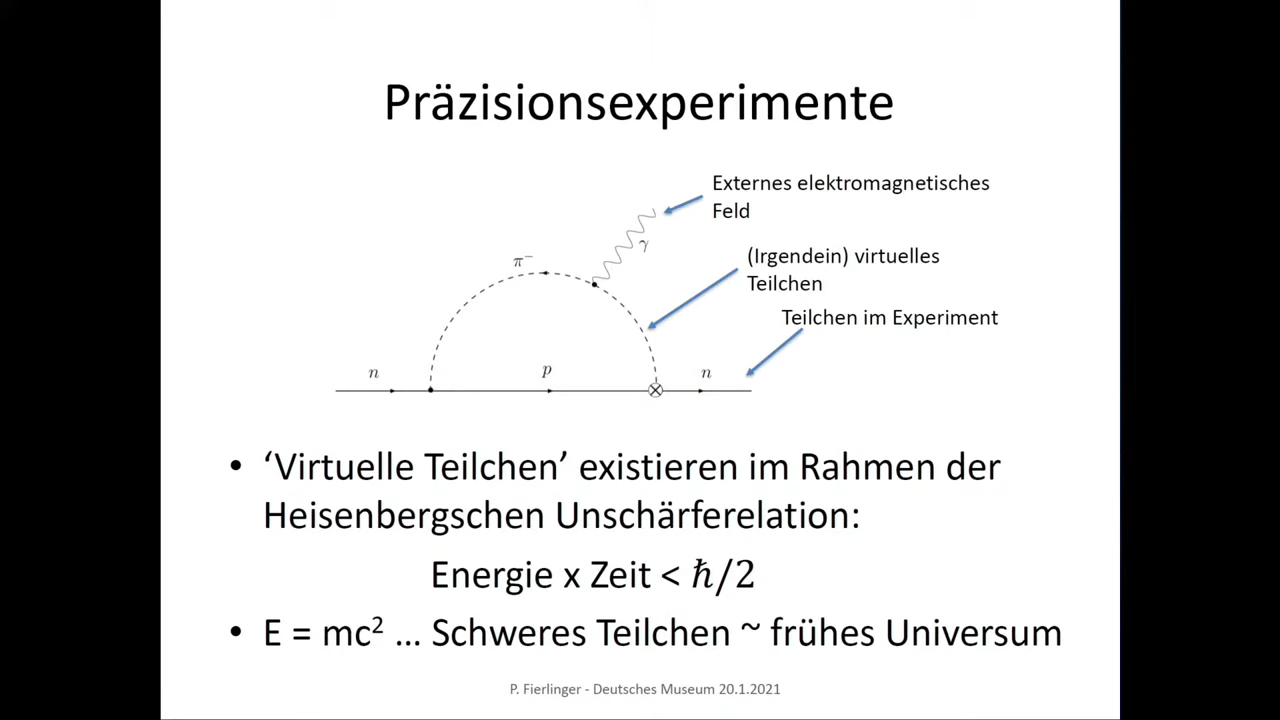 Präzisionsexperimente
Externes elektromagnetisches
Feld
γ
(Irgendein) virtuelles
Teilchen
π⁻
Teilchen im Experiment
n
p
n
• ‘Virtuelle Teilchen’ existieren im Rahmen der
Heisenbergschen Unschärferelation:
Energie x Zeit < ℏ/2
• E = mc² … Schweres Teilchen ~ frühes Universum
P. Fierlinger - Deutsches Museum 20.1.2021